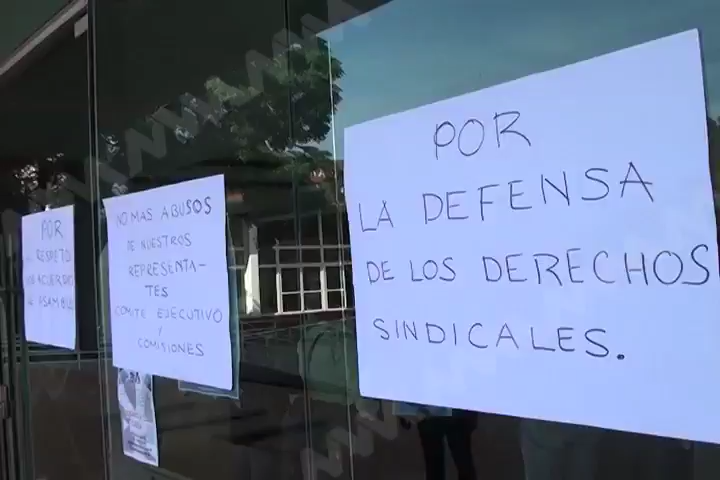 POR
RESPETO
ACUERDO
NO MAS ABUSOS
DE NUESTROS
REPRESENTA-
TES
COMITE EJECUTIVO
Y
COMISIONES
POR
LA DEFENSA
DE LOS DERECHOS
SINDICALES.